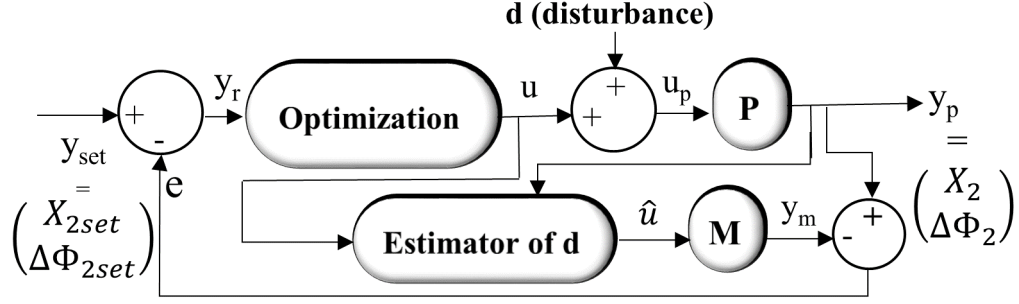 d (disturbance)
+
-
y_set
=
(X_2set
ΔΦ_2set)
y_r
Optimization
u
+
+
u_p
P
y_p
=
(X_2
ΔΦ_2)
e
Estimator of d
û
M
y_m
+
-